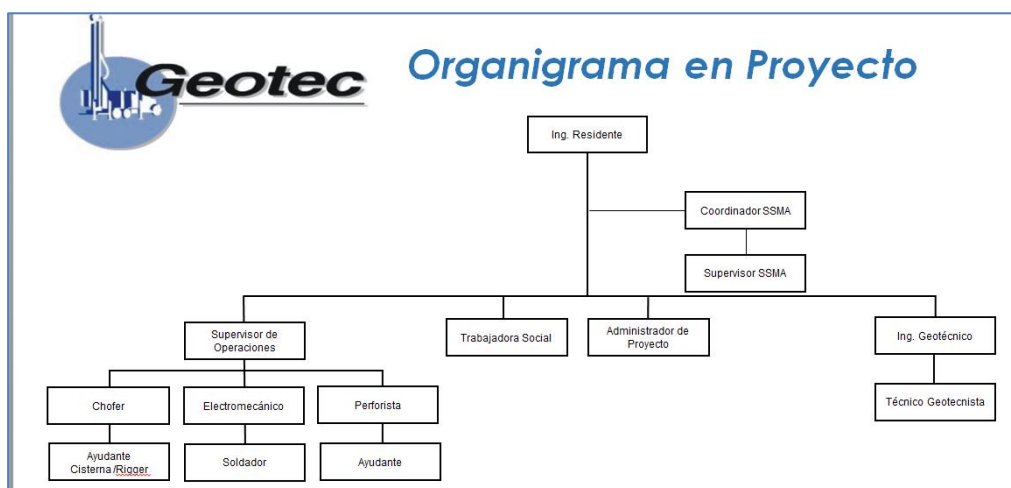 Geotec
Organigrama en Proyecto
Ing. Residente
Coordinador SSMA
Supervisor SSMA
Supervisor de
Operaciones
Trabajadora Social
Administrador de
Proyecto
Ing. Geotécnico
Chofer
Electromecánico
Perforista
Técnico Geotecnista
Ayudante
Cisterna /Rigger
Soldador
Ayudante